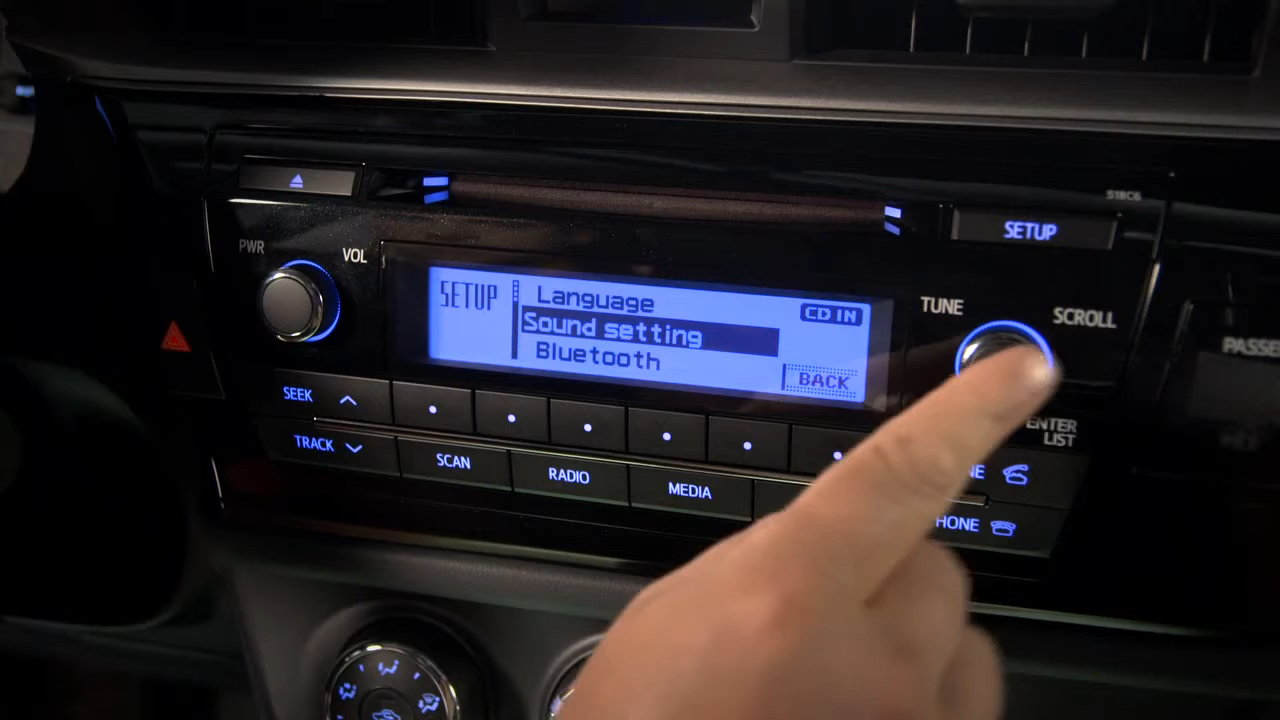 518C6
SETUP
PWR
VOL
SETUP
Language
CD IN
Sound setting
Bluetooth
BACK
TUNE
SCROLL
ENTER
LIST
SEEK
TRACK
SCAN
RADIO
MEDIA